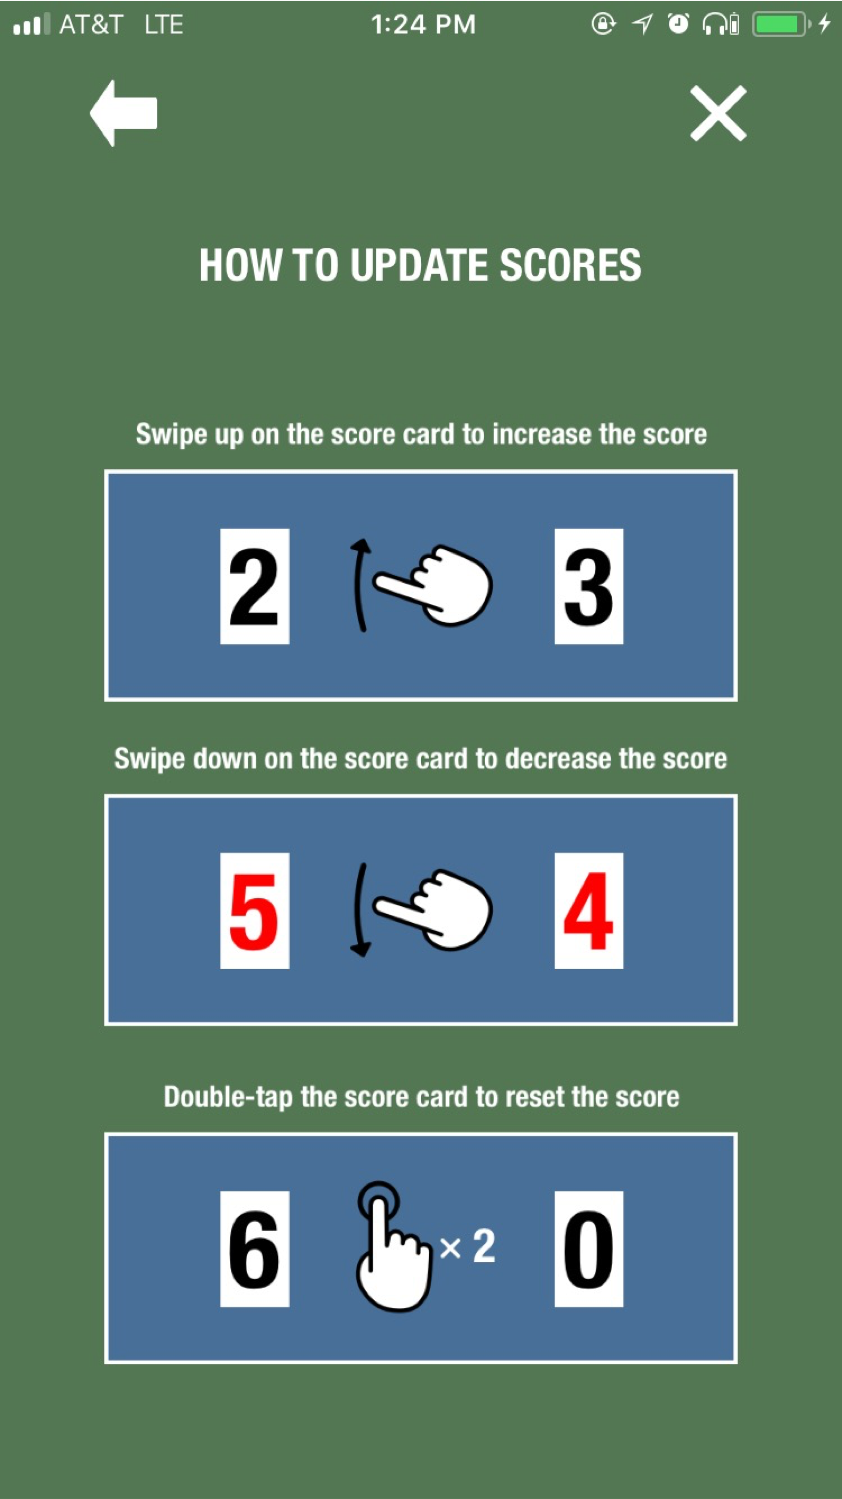 AT&T LTE 1:24 PM
HOW TO UPDATE SCORES
Swipe up on the score card to increase the score
2 3
Swipe down on the score card to decrease the score
5 4
Double-tap the score card to reset the score
6 × 2 0